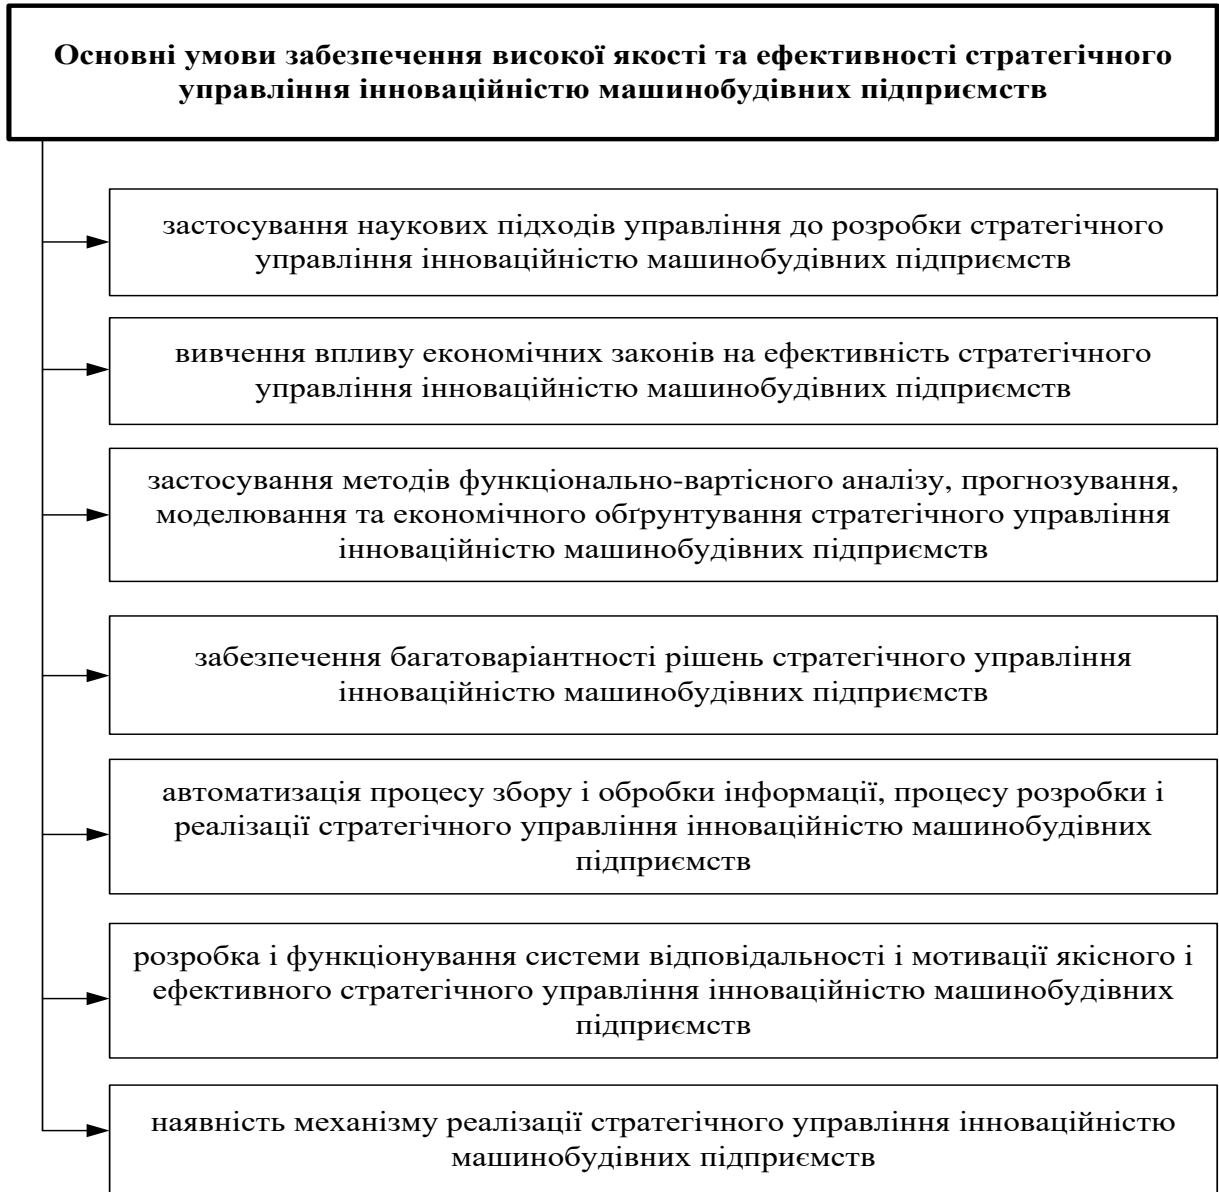 Основні умови забезпечення високої якості та ефективності стратегічного
управління інноваційністю машинобудівних підприємств
застосування наукових підходів управління до розробки стратегічного
управління інноваційністю машинобудівних підприємств
вивчення впливу економічних законів на ефективність стратегічного
управління інноваційністю машинобудівних підприємств
застосування методів функціонально-вартісного аналізу, прогнозування,
моделювання та економічного обґрунтування стратегічного управління
інноваційністю машинобудівних підприємств
забезпечення багатоваріантності рішень стратегічного управління
інноваційністю машинобудівних підприємств
автоматизація процесу збору і обробки інформації, процесу розробки і
реалізації стратегічного управління інноваційністю машинобудівних
підприємств
розробка і функціонування системи відповідальності і мотивації якісного і
ефективного стратегічного управління інноваційністю машинобудівних
підприємств
наявність механізму реалізації стратегічного управління інноваційністю
машинобудівних підприємств